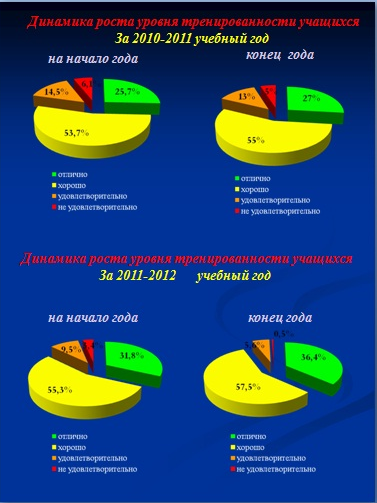 Динамика роста уровня тренированности учащихся
За 2010-2011 учебный год
на начало года
25,7%
14,5%
53,7%
отлично
хорошо
удовлетворительно
не удовлетворительно
конец года
27%
13%
55%
отлично
хорошо
удовлетворительно
не удовлетворительно
Динамика роста уровня тренированности учащихся
За 2011-2012 учебный год
на начало года
31,8%
9,5%
55,3%
отлично
хорошо
удовлетворительно
не удовлетворительно
конец года
0,5%
36,4%
57,5%
отлично
хорошо
удовлетворительно
не удовлетворительно